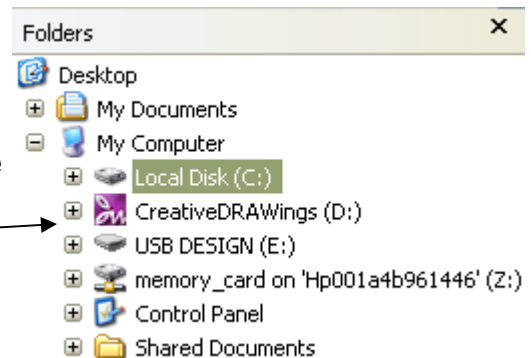 Folders
Desktop
My Documents
My Computer
Local Disk (C:)
CreativeDRAWings (D:)
USB DESIGN (E:)
memory_card on 'Hp001a4b961446' (Z:)
Control Panel
Shared Documents